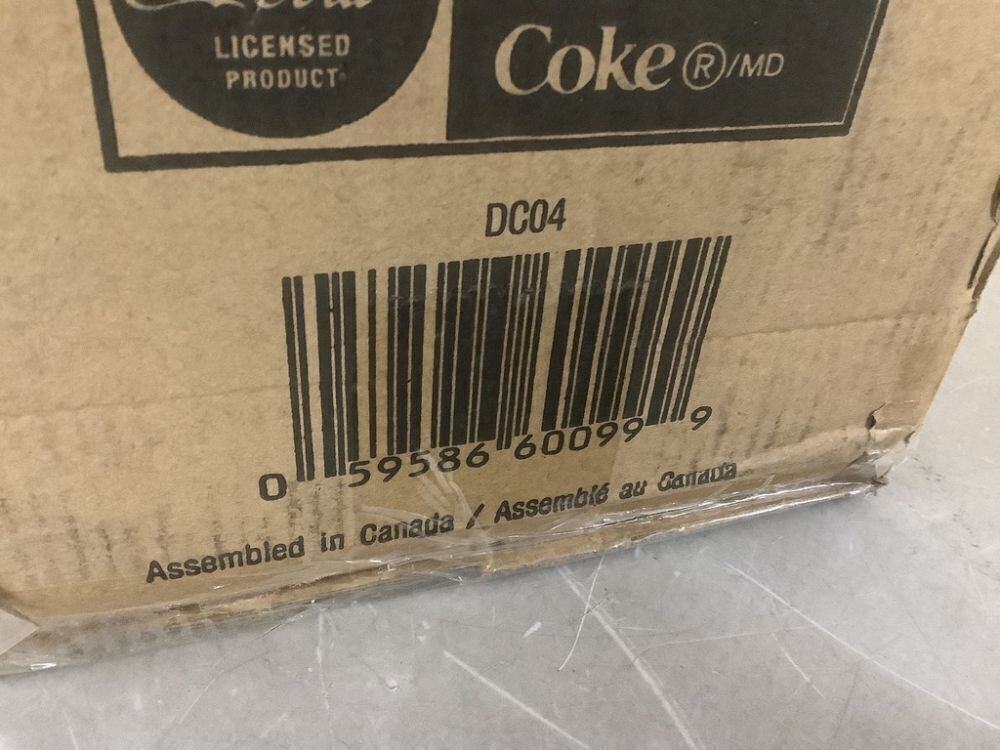 LICENSED
PRODUCT
Coke ®/MD
DC04
0 59586 60099 9
Assembled in Canada / Assemblé au Canada